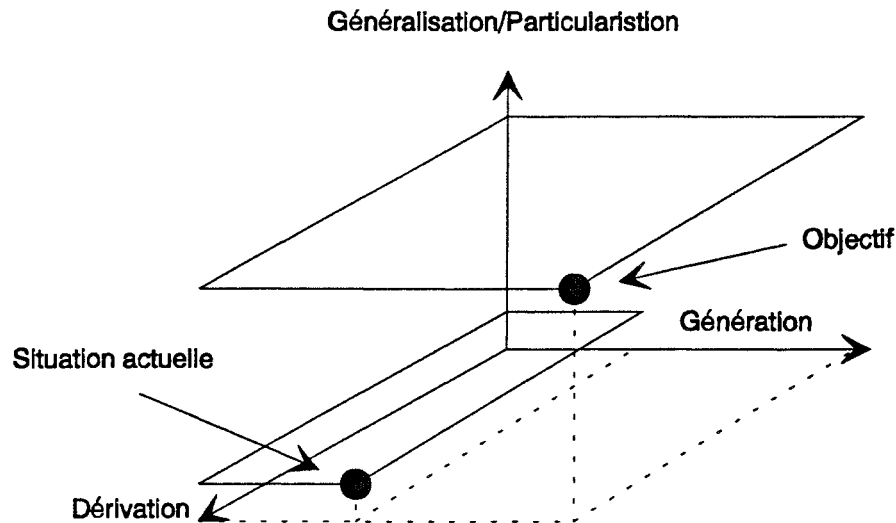 Généralisation/Particularistion
Objectif
Génération
Situation actuelle
Dérivation